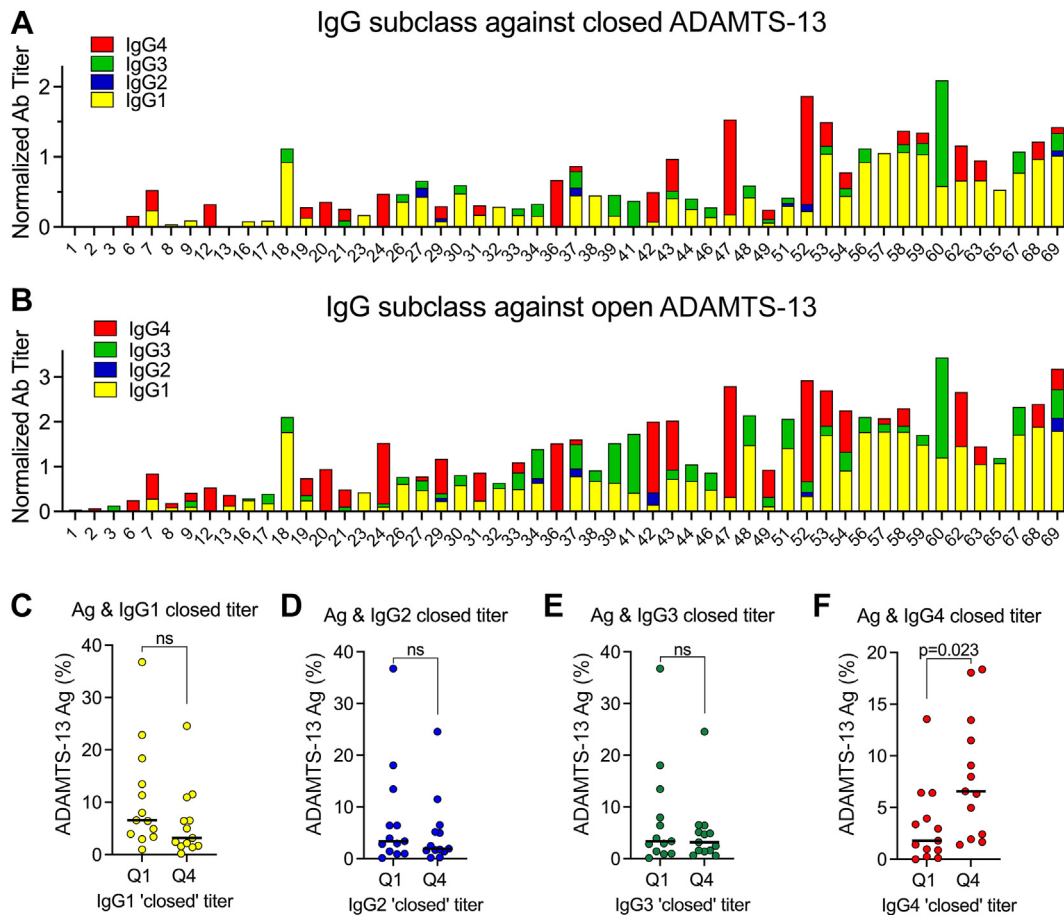 A
IgG subclass against closed ADAMTS-13
IgG4
IgG3
IgG2
IgG1
Normalized Ab Titer
2
1
0
1 2 3 6 7 8 9 12 13 16 17 18 19 20 21 24 23 26 27 29 30 31 32 33 34 36 37 38 39 41 42 43 44 46 47 48 49 51 52 53 54 56 57 58 59 60 62 63 65 67 68 69
B
IgG subclass against open ADAMTS-13
IgG4
IgG3
IgG2
IgG1
Normalized Ab Titer
3
2
1
0
1 2 3 6 7 8 9 12 13 16 17 18 19 20 21 24 23 26 27 29 30 31 32 33 34 36 37 38 39 41 42 43 44 46 47 48 49 51 52 53 54 56 57 58 59 60 62 63 65 67 68 69
C
Ag & IgG1 closed titer
ns
ADAMTS-13 Ag (%)
40
30
20
10
0
Q1 Q4
IgG1 'closed' titer
D
Ag & IgG2 closed titer
ns
ADAMTS-13 Ag (%)
40
30
20
10
0
Q1 Q4
IgG2 'closed' titer
E
Ag & IgG3 closed titer
ns
ADAMTS-13 Ag (%)
40
30
20
10
0
Q1 Q4
IgG3 'closed' titer
F
Ag & IgG4 closed titer
p=0.023
ADAMTS-13 Ag (%)
20
15
10
5
0
Q1 Q4
IgG4 'closed' titer